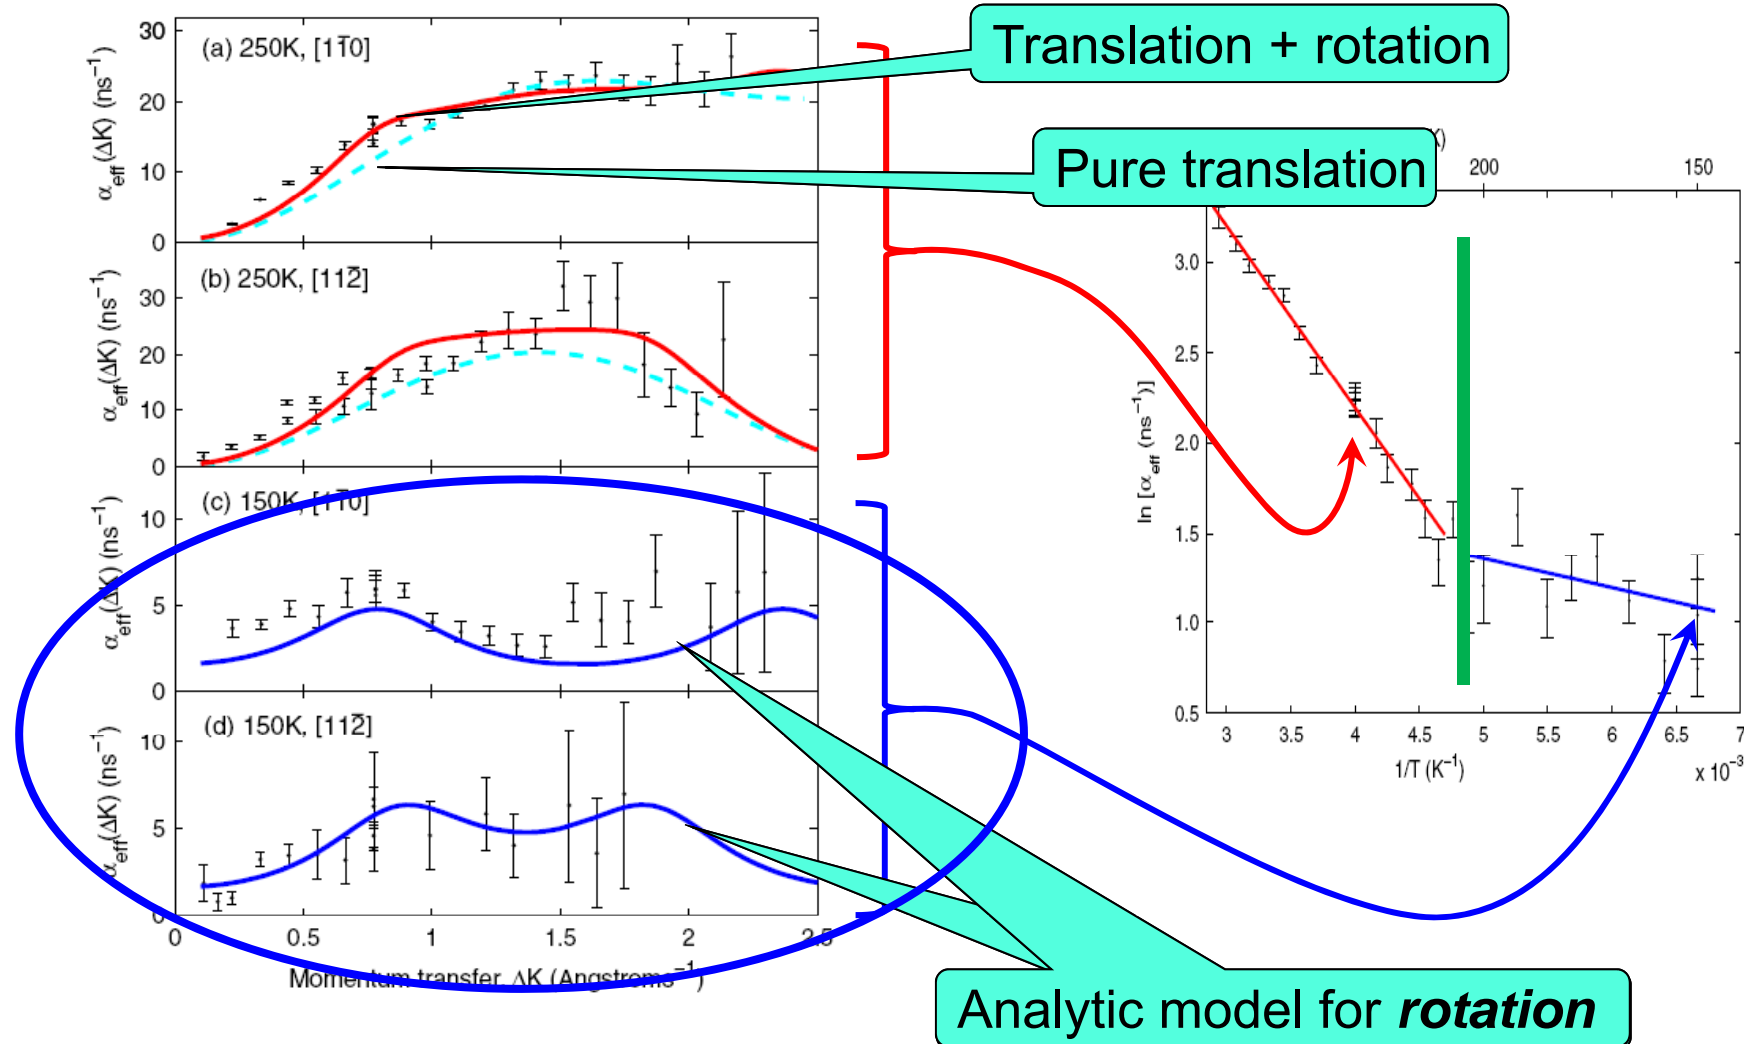 Translation + rotation
Pure translation
(a) 250K, [11̄0]
α_eff(ΔK) (ns⁻¹)
30
20
10
0
(b) 250K, [112̄]
α_eff(ΔK) (ns⁻¹)
30
20
10
0
(c) 150K, [11̄0]
α_eff(ΔK) (ns⁻¹)
10
5
0
(d) 150K, [112̄]
α_eff(ΔK) (ns⁻¹)
10
5
0
0 0.5 1 1.5 2 2.5
Momentum transfer, ΔK (Angstroms⁻¹)
K)
200 150
ln [α_eff (ns⁻¹)]
3.0
2.5
2.0
1.5
1.0
0.5
3 3.5 4 4.5 5 5.5 6 6.5 7
1/T (K⁻¹)
x 10⁻³
Analytic model for rotation